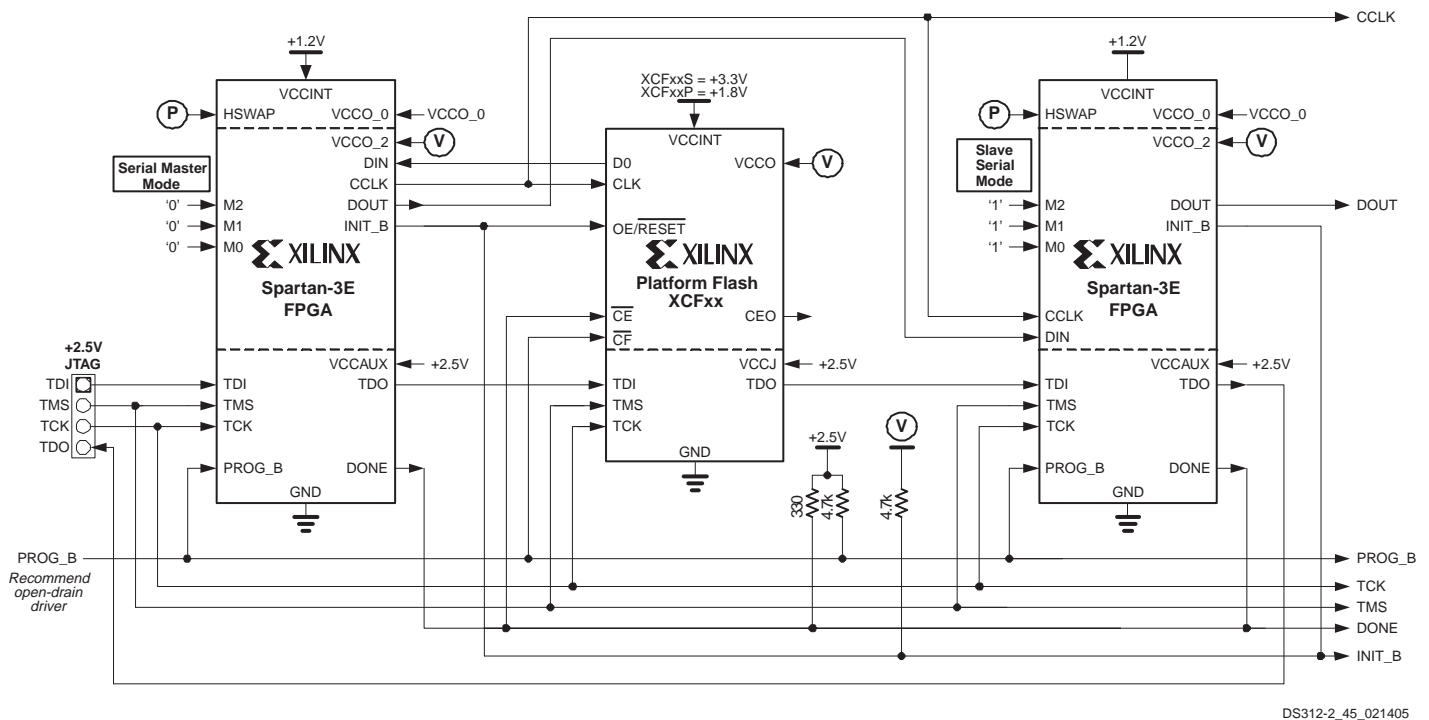 CCLK
+1.2V
VCCINT
P
HSWAP
VCCO_0
VCCO_0
VCCO_2
V
DIN
Serial Master
Mode
CCLK
'0'
M2
DOUT
'0'
M1
INIT_B
'0'
M0
XILINX
Spartan-3E
FPGA
VCCAUX
+2.5V
TDI
TDO
TMS
TCK
PROG_B
DONE
GND
+2.5V
JTAG
TDI
TMS
TCK
TDO
XCFxxS = +3.3V
XCFxxP = +1.8V
VCCINT
D0
VCCO
V
CLK
OE/RESET
XILINX
Platform Flash
XCFxx
CE
CEO
CF
VCCJ
+2.5V
TDI
TDO
TMS
TCK
GND
+2.5V
V
330
4.7k
4.7k
+1.2V
VCCINT
P
HSWAP
VCCO_0
VCCO_0
VCCO_2
V
Slave
Serial
Mode
'1'
M2
DOUT
DOUT
'1'
M1
INIT_B
'1'
M0
XILINX
Spartan-3E
FPGA
CCLK
DIN
VCCAUX
+2.5V
TDI
TDO
TMS
TCK
PROG_B
DONE
GND
PROG_B
Recommend
open-drain
driver
PROG_B
TCK
TMS
DONE
INIT_B
DS312-2_45_021405